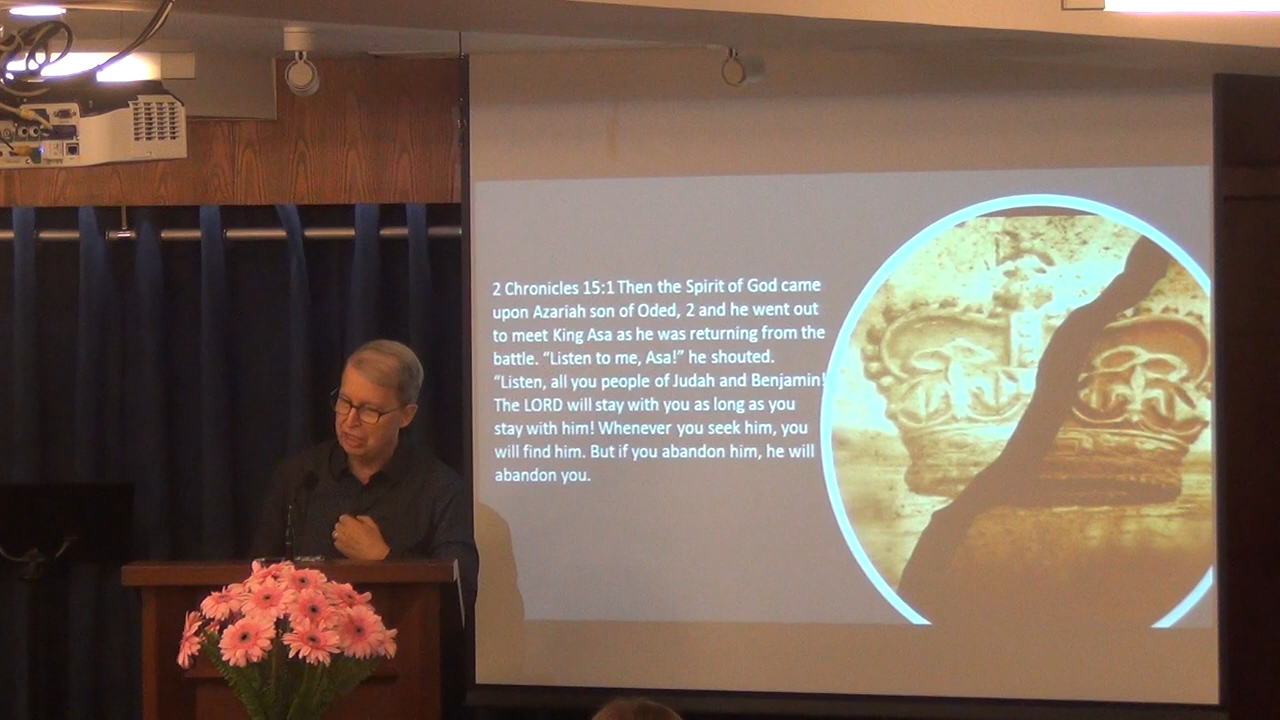 2 Chronicles 15:1 Then the Spirit of God came
upon Azariah son of Oded, 2 and he went out
to meet King Asa as he was returning from the
battle. “Listen to me, Asa!” he shouted.
“Listen, all you people of Judah and Benjamin!
The LORD will stay with you as long as you
stay with him! Whenever you seek him, you
will find him. But if you abandon him, he will
abandon you.